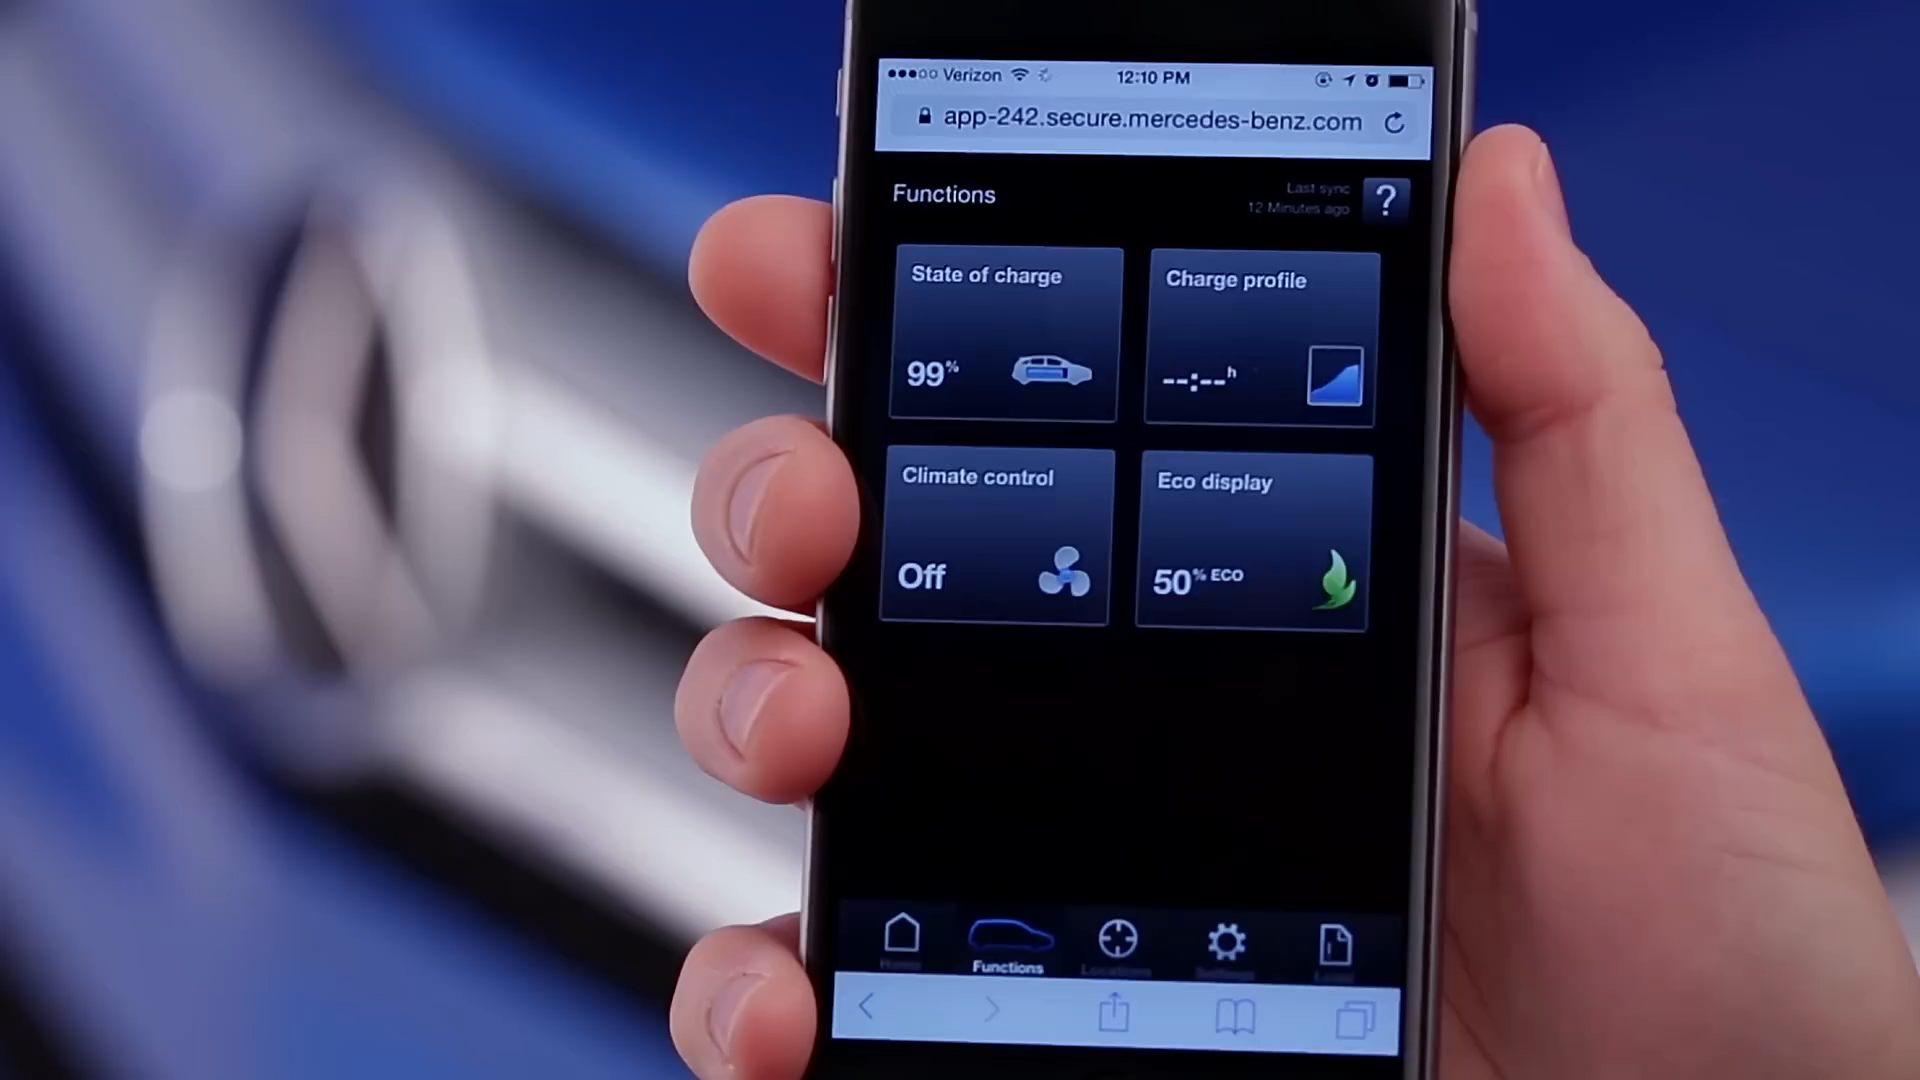 Verizon 12:10 PM
app-242.secure.mercedes-benz.com
Functions
Last sync
12 Minutes ago
?
State of charge
99%
Charge profile
--:--h
Climate control
Off
Eco display
50% ECO
Functions